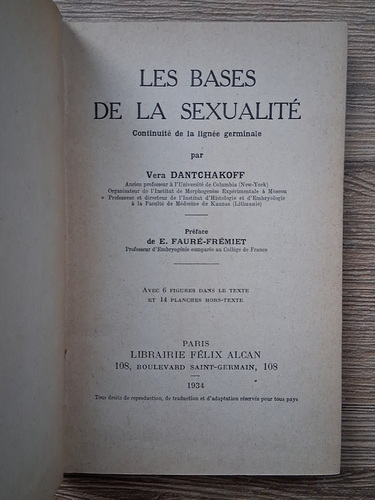 LES BASES
DE LA SEXUALITÉ
Continuité de la lignée germinale
par
Vera DANTCHAKOFF
Ancien professeur à l'Université de Columbia (New-York)
Organisateur de l'Institut de Morphogenèse Expérimentale à Moscou
Professeur et directeur de l'Institut d'Histologie et d'Embryologie
à la Faculté de Médecine de Kaunas (Lithuanie)
Préface
de E. FAURÉ-FRÉMIET
Professeur d'Embryogénie comparée au Collège de France
AVEC 6 FIGURES DANS LE TEXTE
ET 14 PLANCHES HORS-TEXTE
PARIS
LIBRAIRIE FÉLIX ALCAN
108, BOULEVARD SAINT-GERMAIN, 108
1934
Tous droits de reproduction, de traduction et d'adaptation réservés pour tous pays